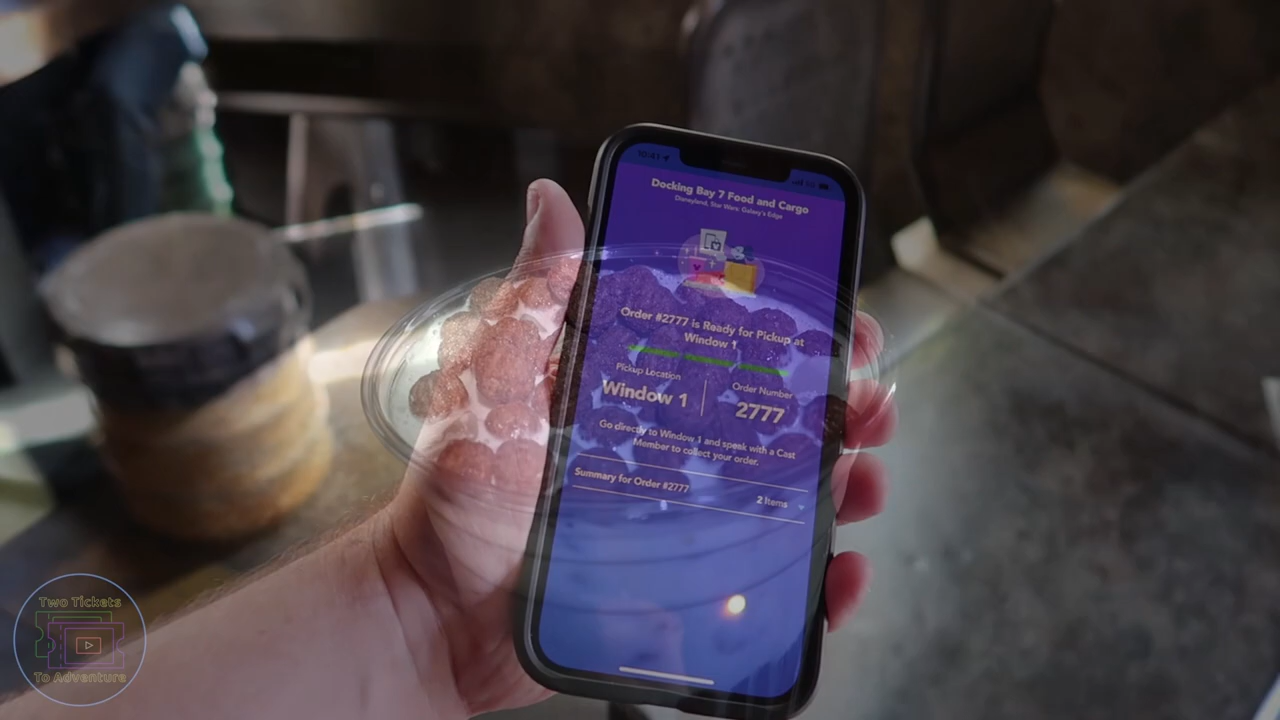 10:41
Docking Bay 7 Food and Cargo
Disneyland, Star Wars: Galaxy's Edge
Order #2777 is Ready for Pickup at
Window 1
Pickup Location
Window 1
Order Number
2777
Go directly to Window 1 and speak with a Cast
Member to collect your order.
Summary for Order #2777
2 Items
Two Tickets
To Adventure